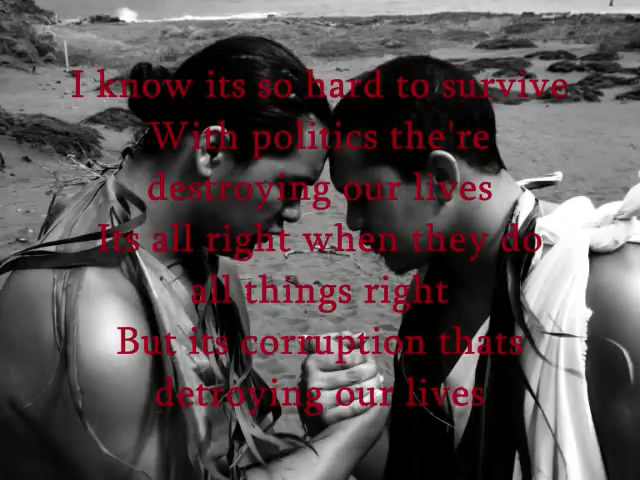 I know its so hard to survive
With politics the're
destroying our lives
Its all right when they do
all things right
But its corruption thats
detroying our lives